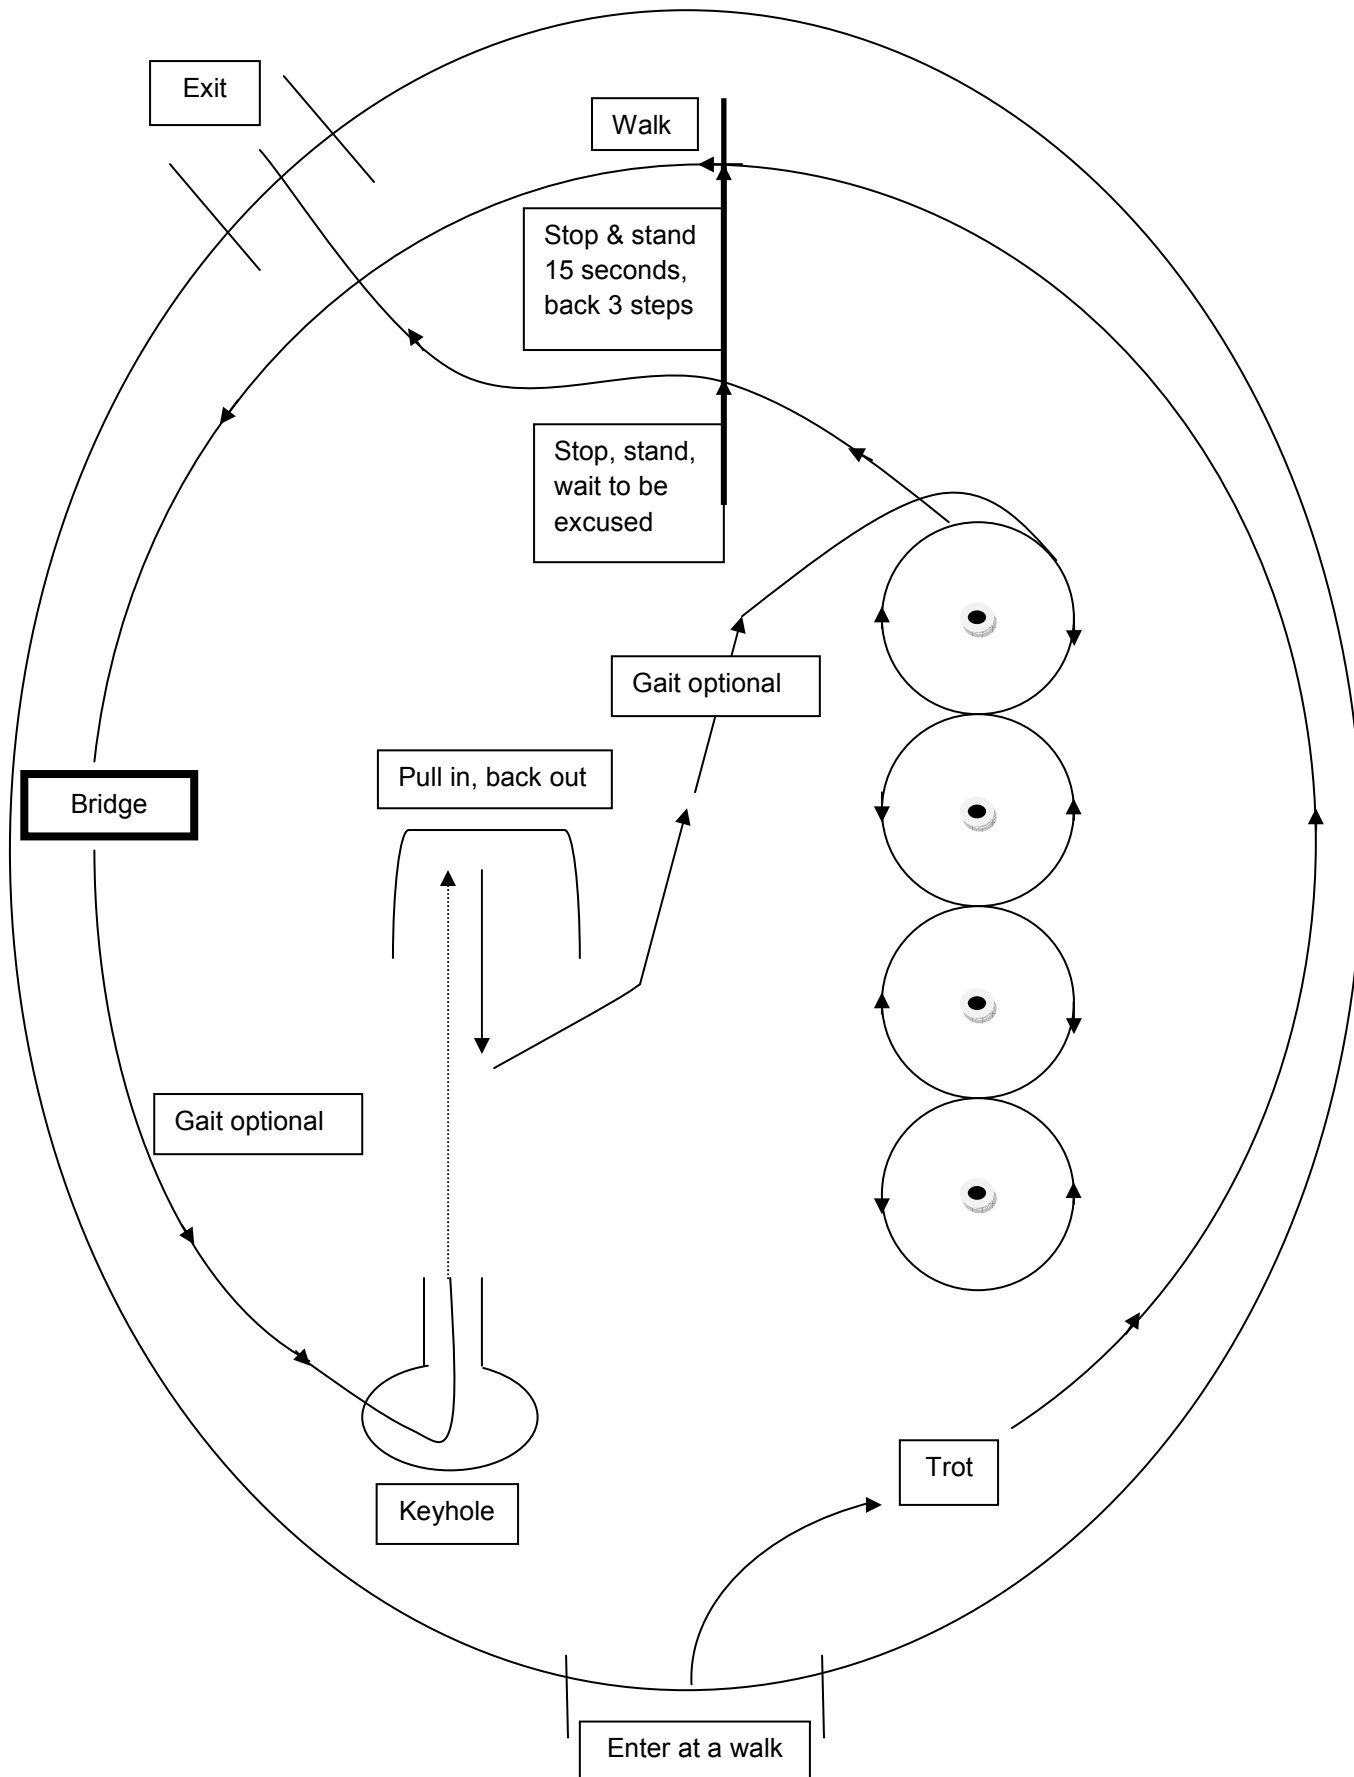 Exit
Walk
Stop & stand
15 seconds,
back 3 steps
Stop, stand,
wait to be
excused
Gait optional
Pull in, back out
Bridge
Gait optional
Trot
Keyhole
Enter at a walk